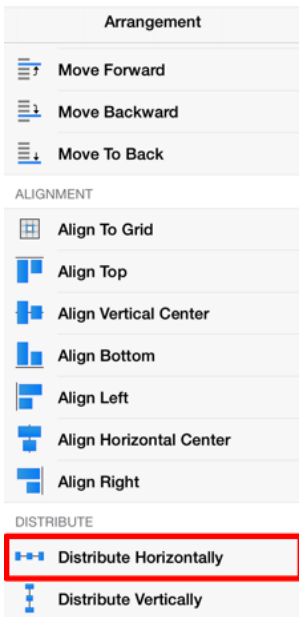 Arrangement
Move Forward
Move Backward
Move To Back
ALIGNMENT
Align To Grid
Align Top
Align Vertical Center
Align Bottom
Align Left
Align Horizontal Center
Align Right
DISTRIBUTE
Distribute Horizontally
Distribute Vertically